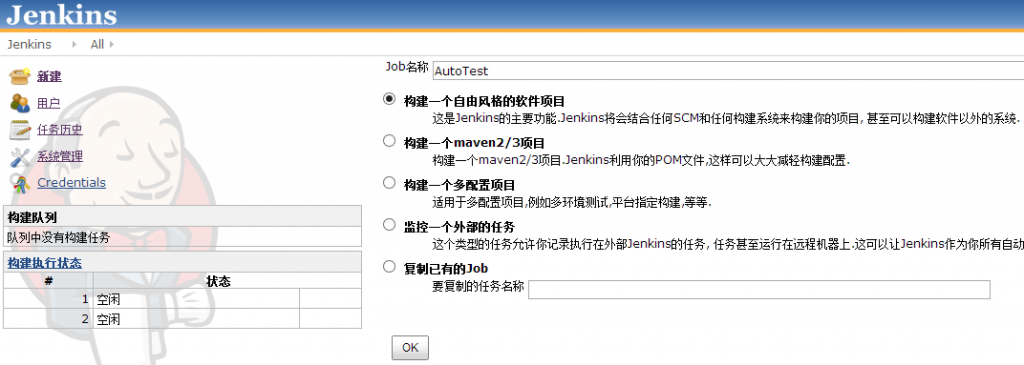 Jenkins
Jenkins All
新建
用户
任务历史
系统管理
Credentials
构建队列
队列中没有构建任务
构建执行状态
# 状态
1 空闲
2 空闲
Job名称 AutoTest
构建一个自由风格的软件项目
这是Jenkins的主要功能.Jenkins将会结合任何SCM和任何构建系统来构建你的项目, 甚至可以构建软件以外的系统.
构建一个maven2/3项目
构建一个maven2/3项目.Jenkins利用你的POM文件,这样可以大大减轻构建配置.
构建一个多配置项目
适用于多配置项目,例如多环境测试,平台指定构建,等等.
监控一个外部的任务
这个类型的任务允许你记录执行在外部Jenkins的任务, 任务甚至运行在远程机器上.这可以让Jenkins作为你所有自动
复制已有的Job
要复制的任务名称
OK